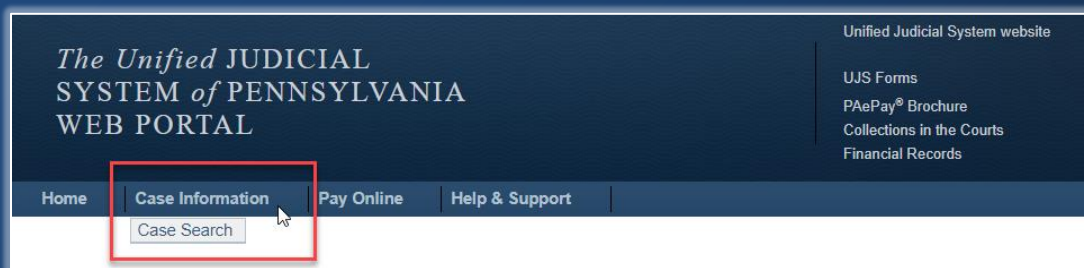 The Unified JUDICIAL
SYSTEM of PENNSYLVANIA
WEB PORTAL
Unified Judicial System website
UJS Forms
PAePay® Brochure
Collections in the Courts
Financial Records
Home Case Information Pay Online Help & Support
Case Search